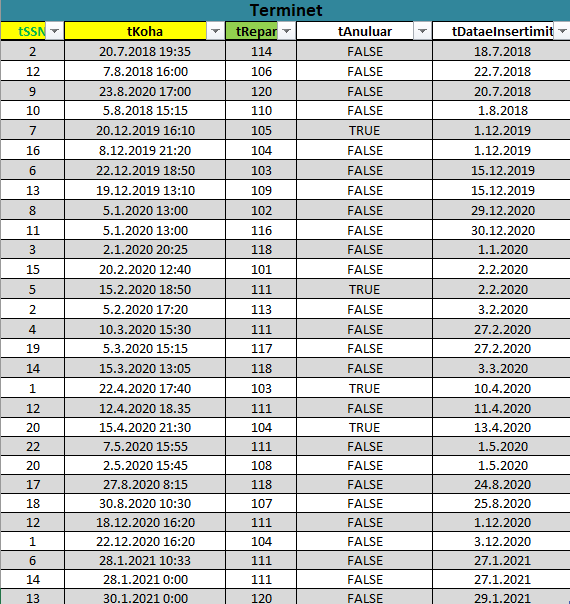 Terminet
tSSN tKoha tRepar tAnuluar tDataeInsertimit
2 20.7.2018 19:35 114 FALSE 18.7.2018
12 7.8.2018 16:00 106 FALSE 22.7.2018
9 23.8.2020 17:00 120 FALSE 20.7.2018
10 5.8.2018 15:15 110 FALSE 1.8.2018
7 20.12.2019 16:10 105 TRUE 1.12.2019
16 8.12.2019 21:20 104 FALSE 1.12.2019
6 22.12.2019 18:50 103 FALSE 15.12.2019
13 19.12.2019 13:10 109 FALSE 15.12.2019
8 5.1.2020 13:00 102 FALSE 29.12.2020
11 5.1.2020 13:00 116 FALSE 30.12.2020
3 2.1.2020 20:25 118 FALSE 1.1.2020
15 20.2.2020 12:40 101 FALSE 2.2.2020
5 15.2.2020 18:50 111 TRUE 2.2.2020
2 5.2.2020 17:20 113 FALSE 3.2.2020
4 10.3.2020 15:30 111 FALSE 27.2.2020
19 5.3.2020 15:15 117 FALSE 27.2.2020
14 15.3.2020 13:05 118 FALSE 3.3.2020
1 22.4.2020 17:40 103 TRUE 10.4.2020
12 12.4.2020 18.35 111 FALSE 11.4.2020
20 15.4.2020 21:30 104 TRUE 13.4.2020
22 7.5.2020 15:55 111 FALSE 1.5.2020
20 2.5.2020 15:45 108 FALSE 1.5.2020
17 27.8.2020 8:15 118 FALSE 24.8.2020
18 30.8.2020 10:30 107 FALSE 25.8.2020
12 18.12.2020 16:20 111 FALSE 1.12.2020
1 22.12.2020 16:20 104 FALSE 3.12.2020
6 28.1.2021 10:33 111 FALSE 27.1.2021
14 28.1.2021 0:00 111 FALSE 27.1.2021
13 30.1.2021 0:00 120 FALSE 29.1.2021